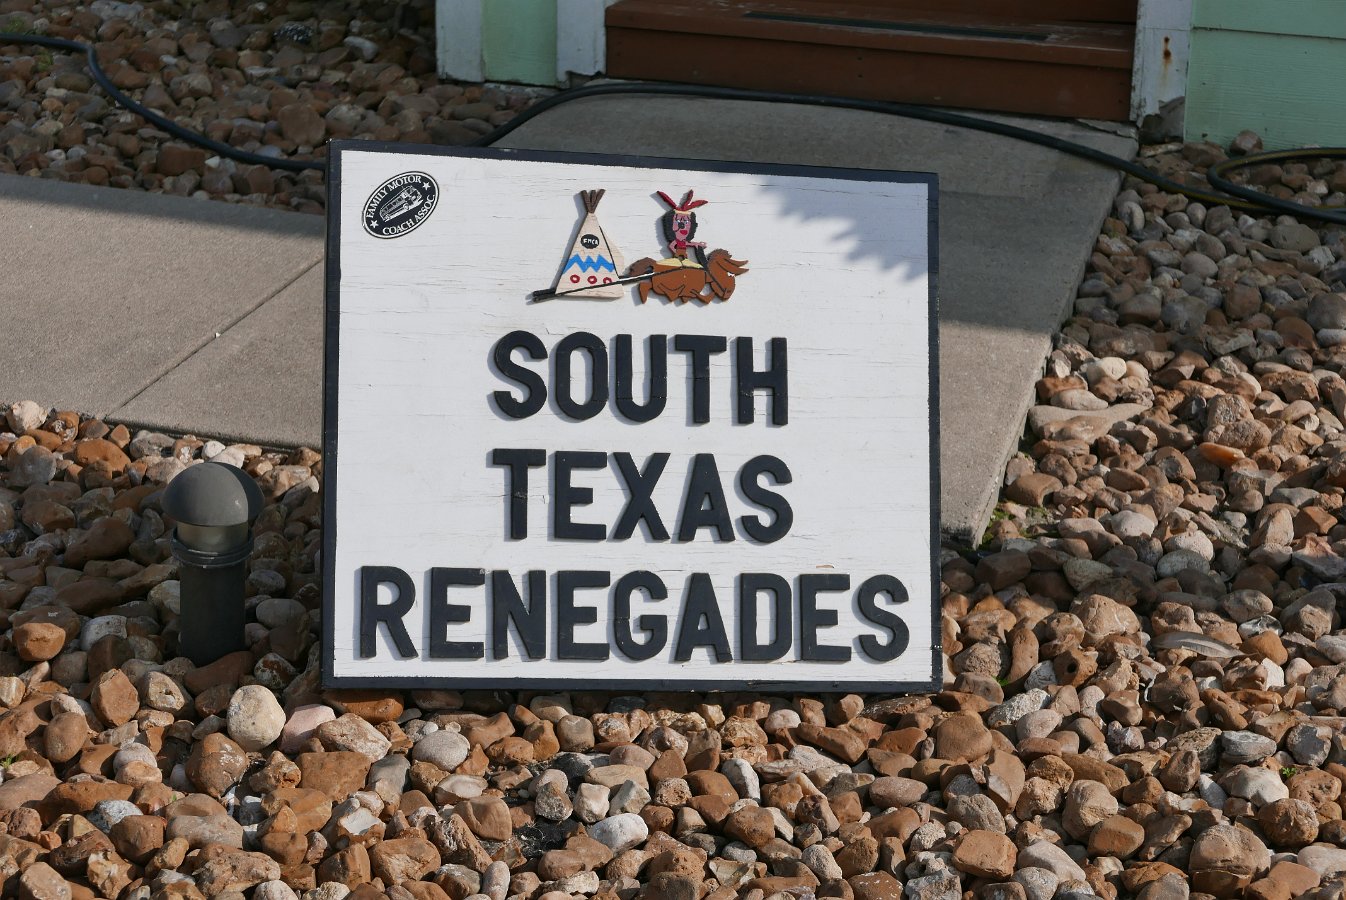 FAMILY MOTOR
COACH ASSOC
FMCA
SOUTH
TEXAS
RENEGADES